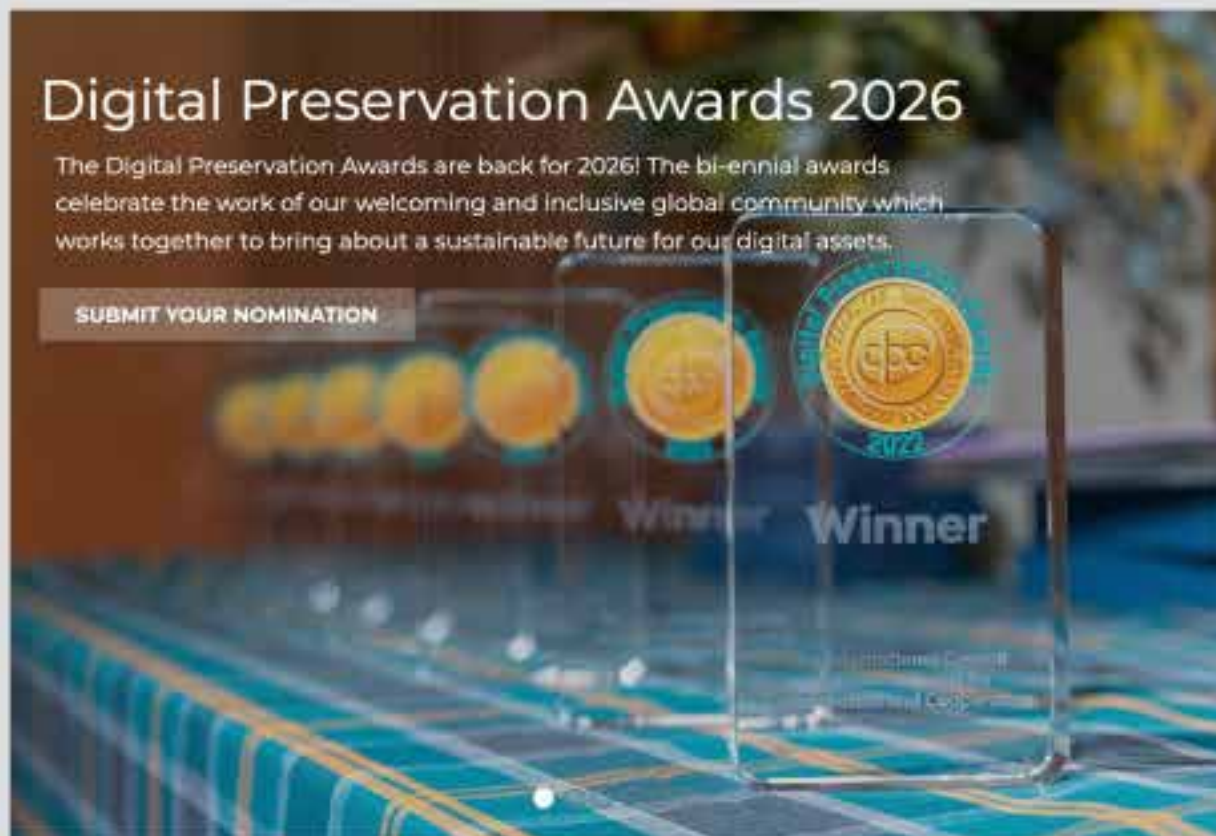 Digital Preservation Awards 2026
The Digital Preservation Awards are back for 2026! The bi-ennial awards
celebrate the work of our welcoming and inclusive global community which
works together to bring about a sustainable future for our digital assets.
SUBMIT YOUR NOMINATION
dpc
dpc
2022
Winner
Winner